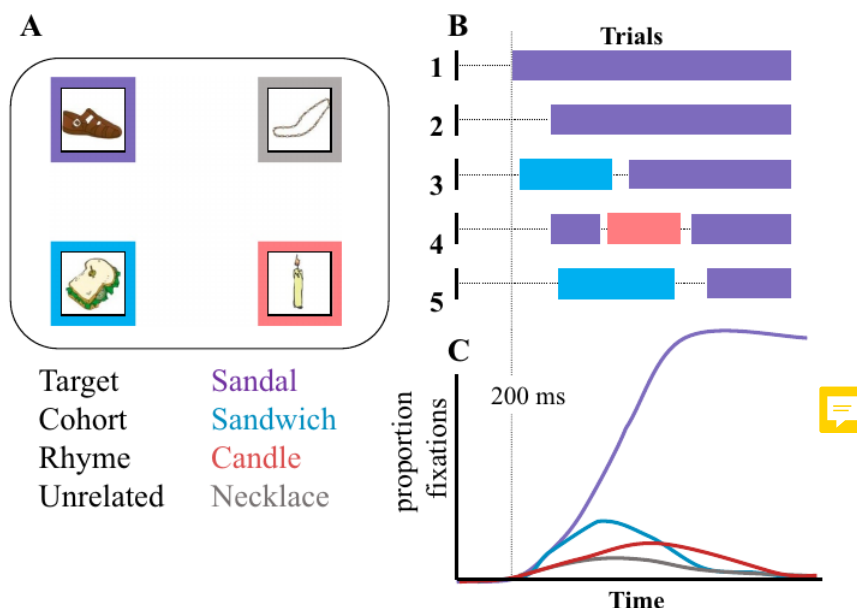 A
Target Sandal
Cohort Sandwich
Rhyme Candle
Unrelated Necklace
B
Trials
1
2
3
4
5
C
200 ms
proportion
fixations
Time